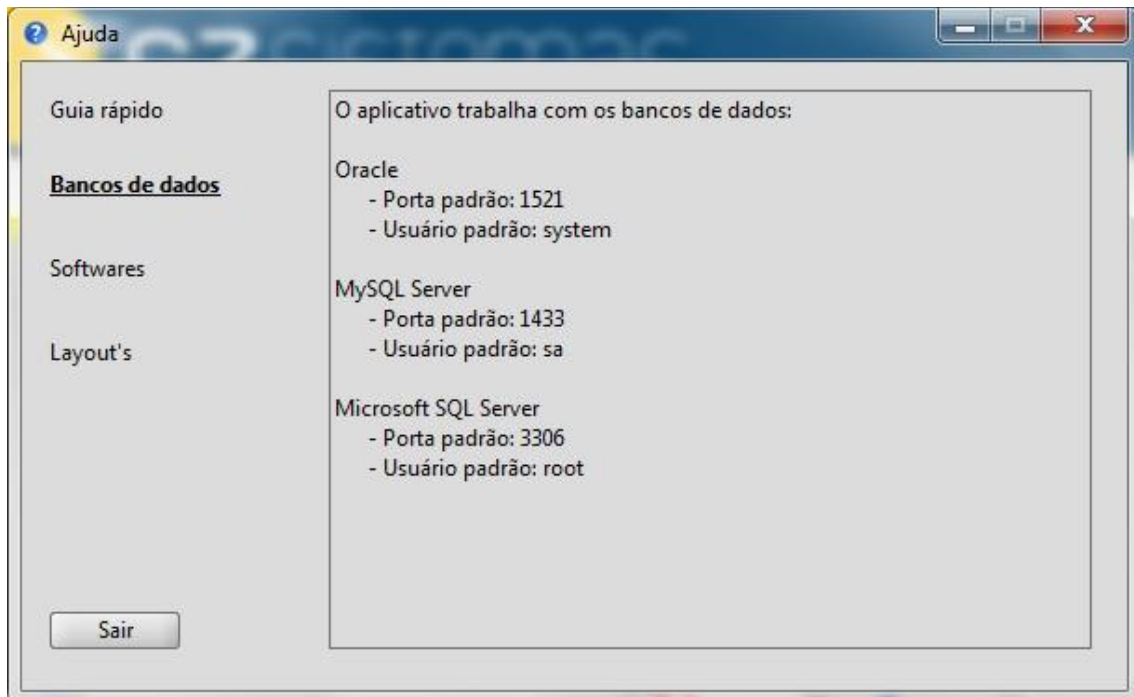 Ajuda
Guia rápido
Bancos de dados
Softwares
Layout's
Sair
O aplicativo trabalha com os bancos de dados:
Oracle
- Porta padrão: 1521
- Usuário padrão: system
MySQL Server
- Porta padrão: 1433
- Usuário padrão: sa
Microsoft SQL Server
- Porta padrão: 3306
- Usuário padrão: root